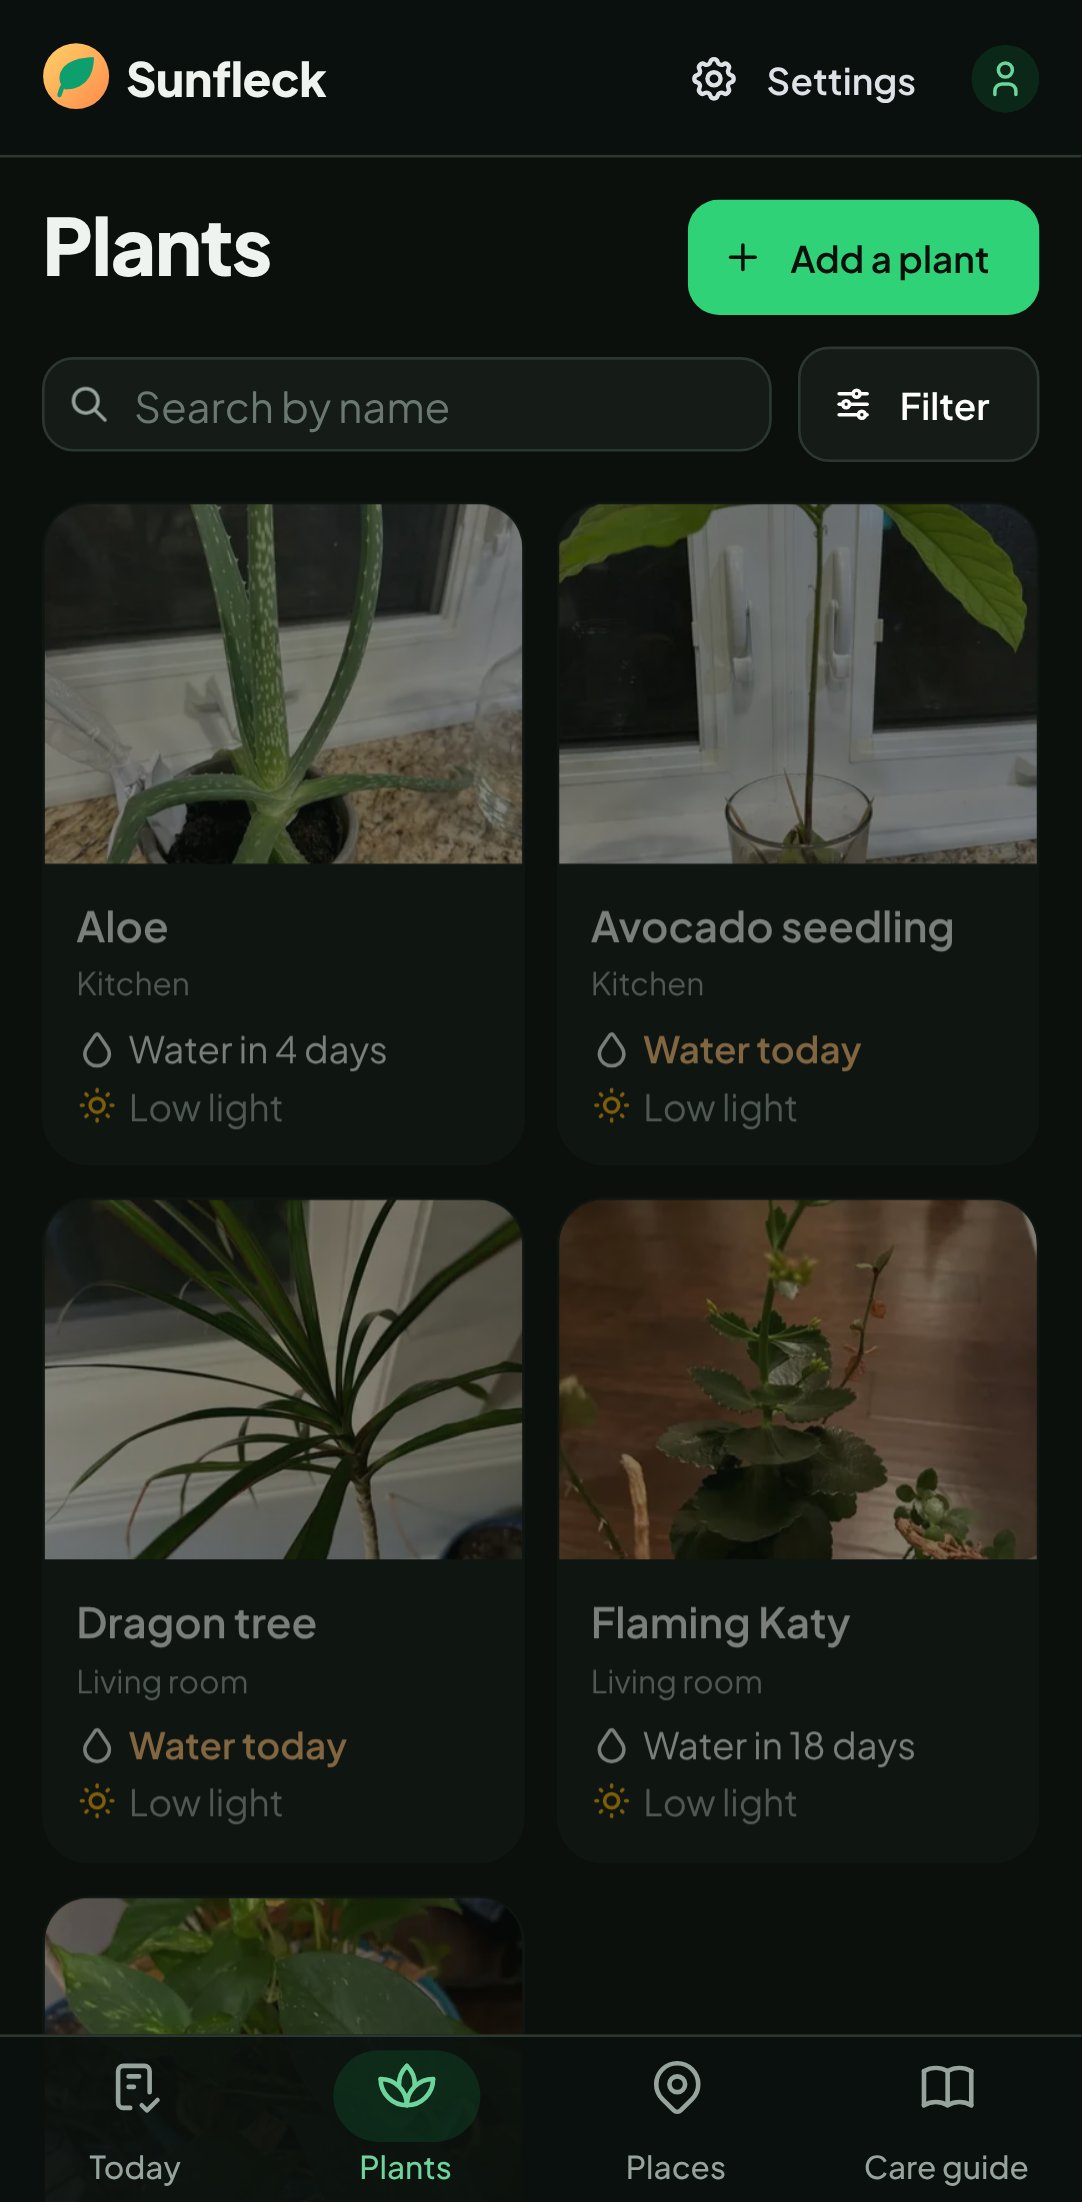 Sunfleck
Settings
Plants
Add a plant
Search by name
Filter
Aloe
Kitchen
Water in 4 days
Low light
Avocado seedling
Kitchen
Water today
Low light
Dragon tree
Living room
Water today
Low light
Flaming Katy
Living room
Water in 18 days
Low light
Today
Plants
Places
Care guide